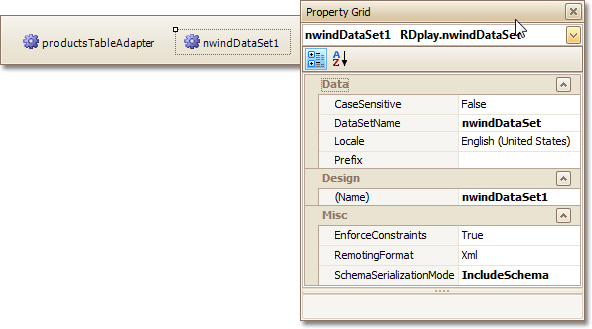 Property Grid
productsTableAdapter nwindDataSet1
nwindDataSet1 RDplay.nwindDataSet
A
Z
Data
CaseSensitive False
DataSetName nwindDataSet
Locale English (United States)
Prefix
Design
(Name) nwindDataSet1
Misc
EnforceConstraints True
RemotingFormat Xml
SchemaSerializationMode IncludeSchema